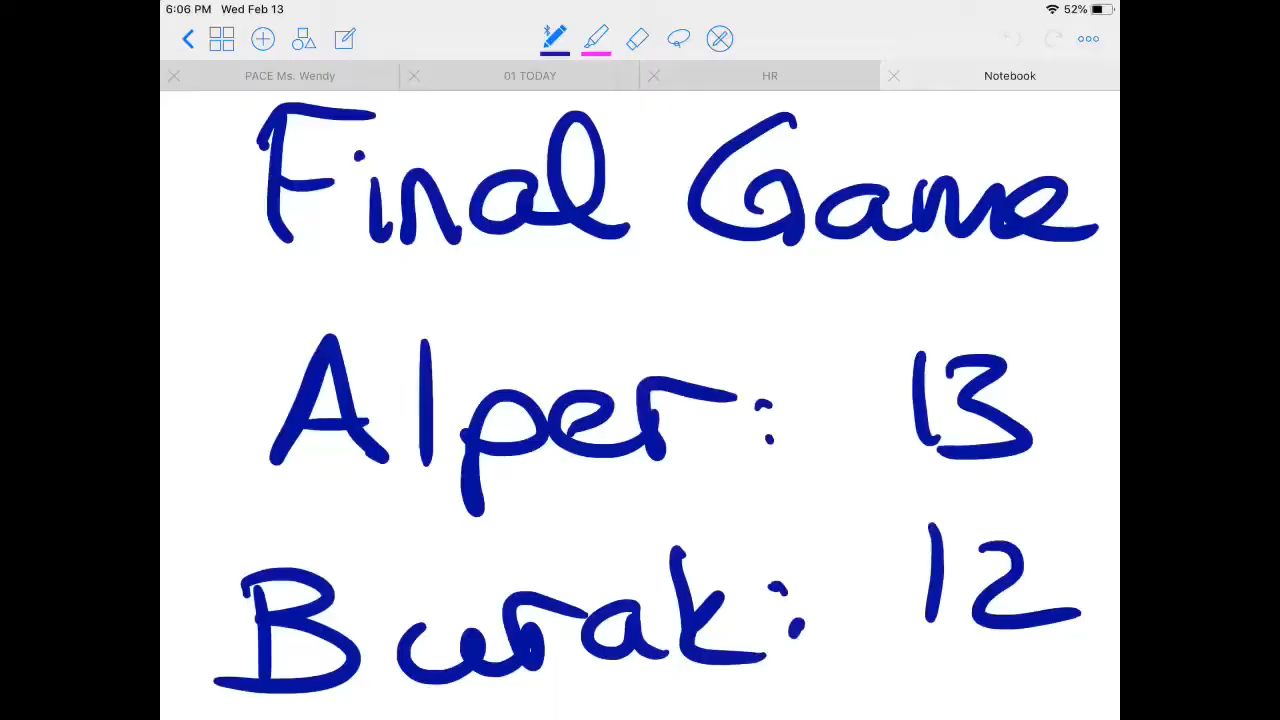 6:06 PM Wed Feb 13 52%
PACE Ms. Wendy 01 TODAY HR Notebook
Final Game
Alper: 13
Burak: 12